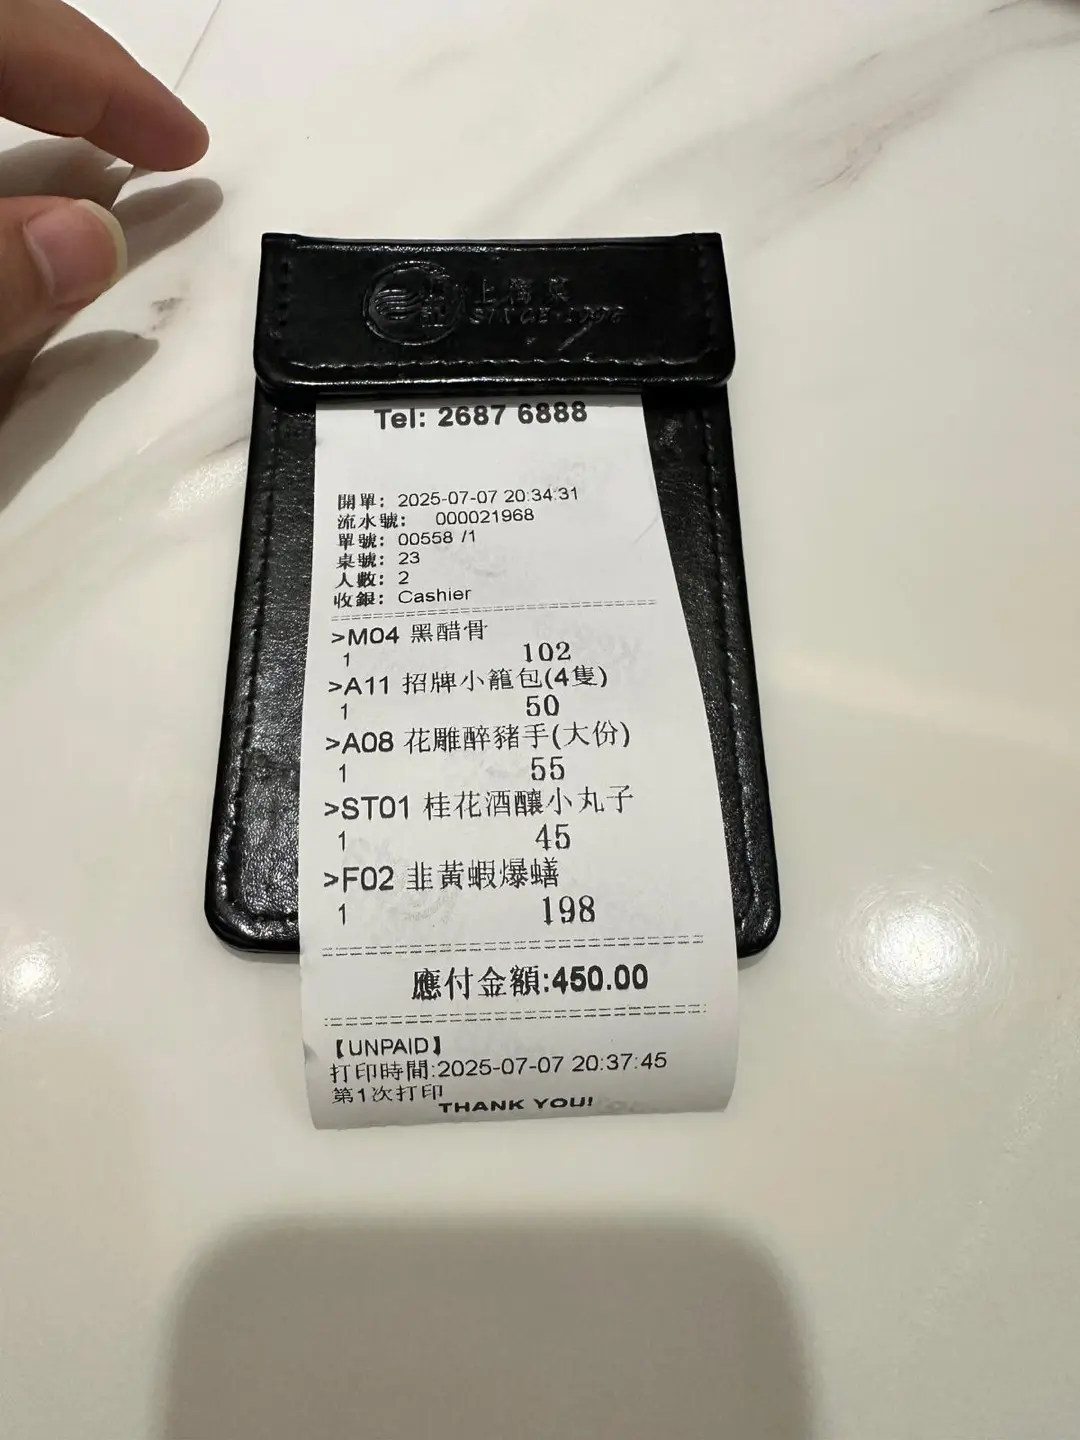 上海
SINCE 1996
Tel: 2687 6888
開單: 2025-07-07 20:34:31
流水號: 000021968
單號: 00558 /1
桌號: 23
人數: 2
收銀: Cashier
>M04 黑醋骨
1 102
>A11 招牌小籠包(4隻)
1 50
>A08 花雕醉豬手(大份)
1 55
>ST01 桂花酒釀小丸子
1 45
>F02 韭黃蝦爆鱔
1 198
應付金額:450.00
【UNPAID】
打印時間:2025-07-07 20:37:45
第1次打印
THANK YOU!